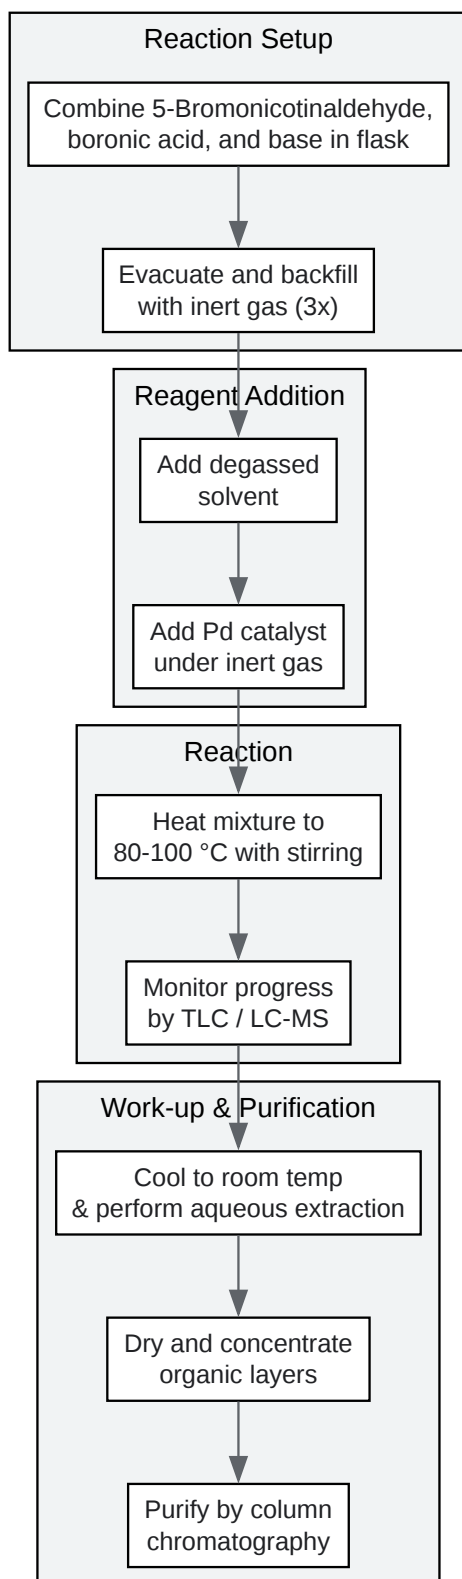 Reaction Setup
Combine 5-Bromonicotinaldehyde,
boronic acid, and base in flask
Evacuate and backfill
with inert gas (3x)
Reagent Addition
Add degassed
solvent
Add Pd catalyst
under inert gas
Reaction
Heat mixture to
80-100 °C with stirring
Monitor progress
by TLC / LC-MS
Work-up & Purification
Cool to room temp
& perform aqueous extraction
Dry and concentrate
organic layers
Purify by column
chromatography